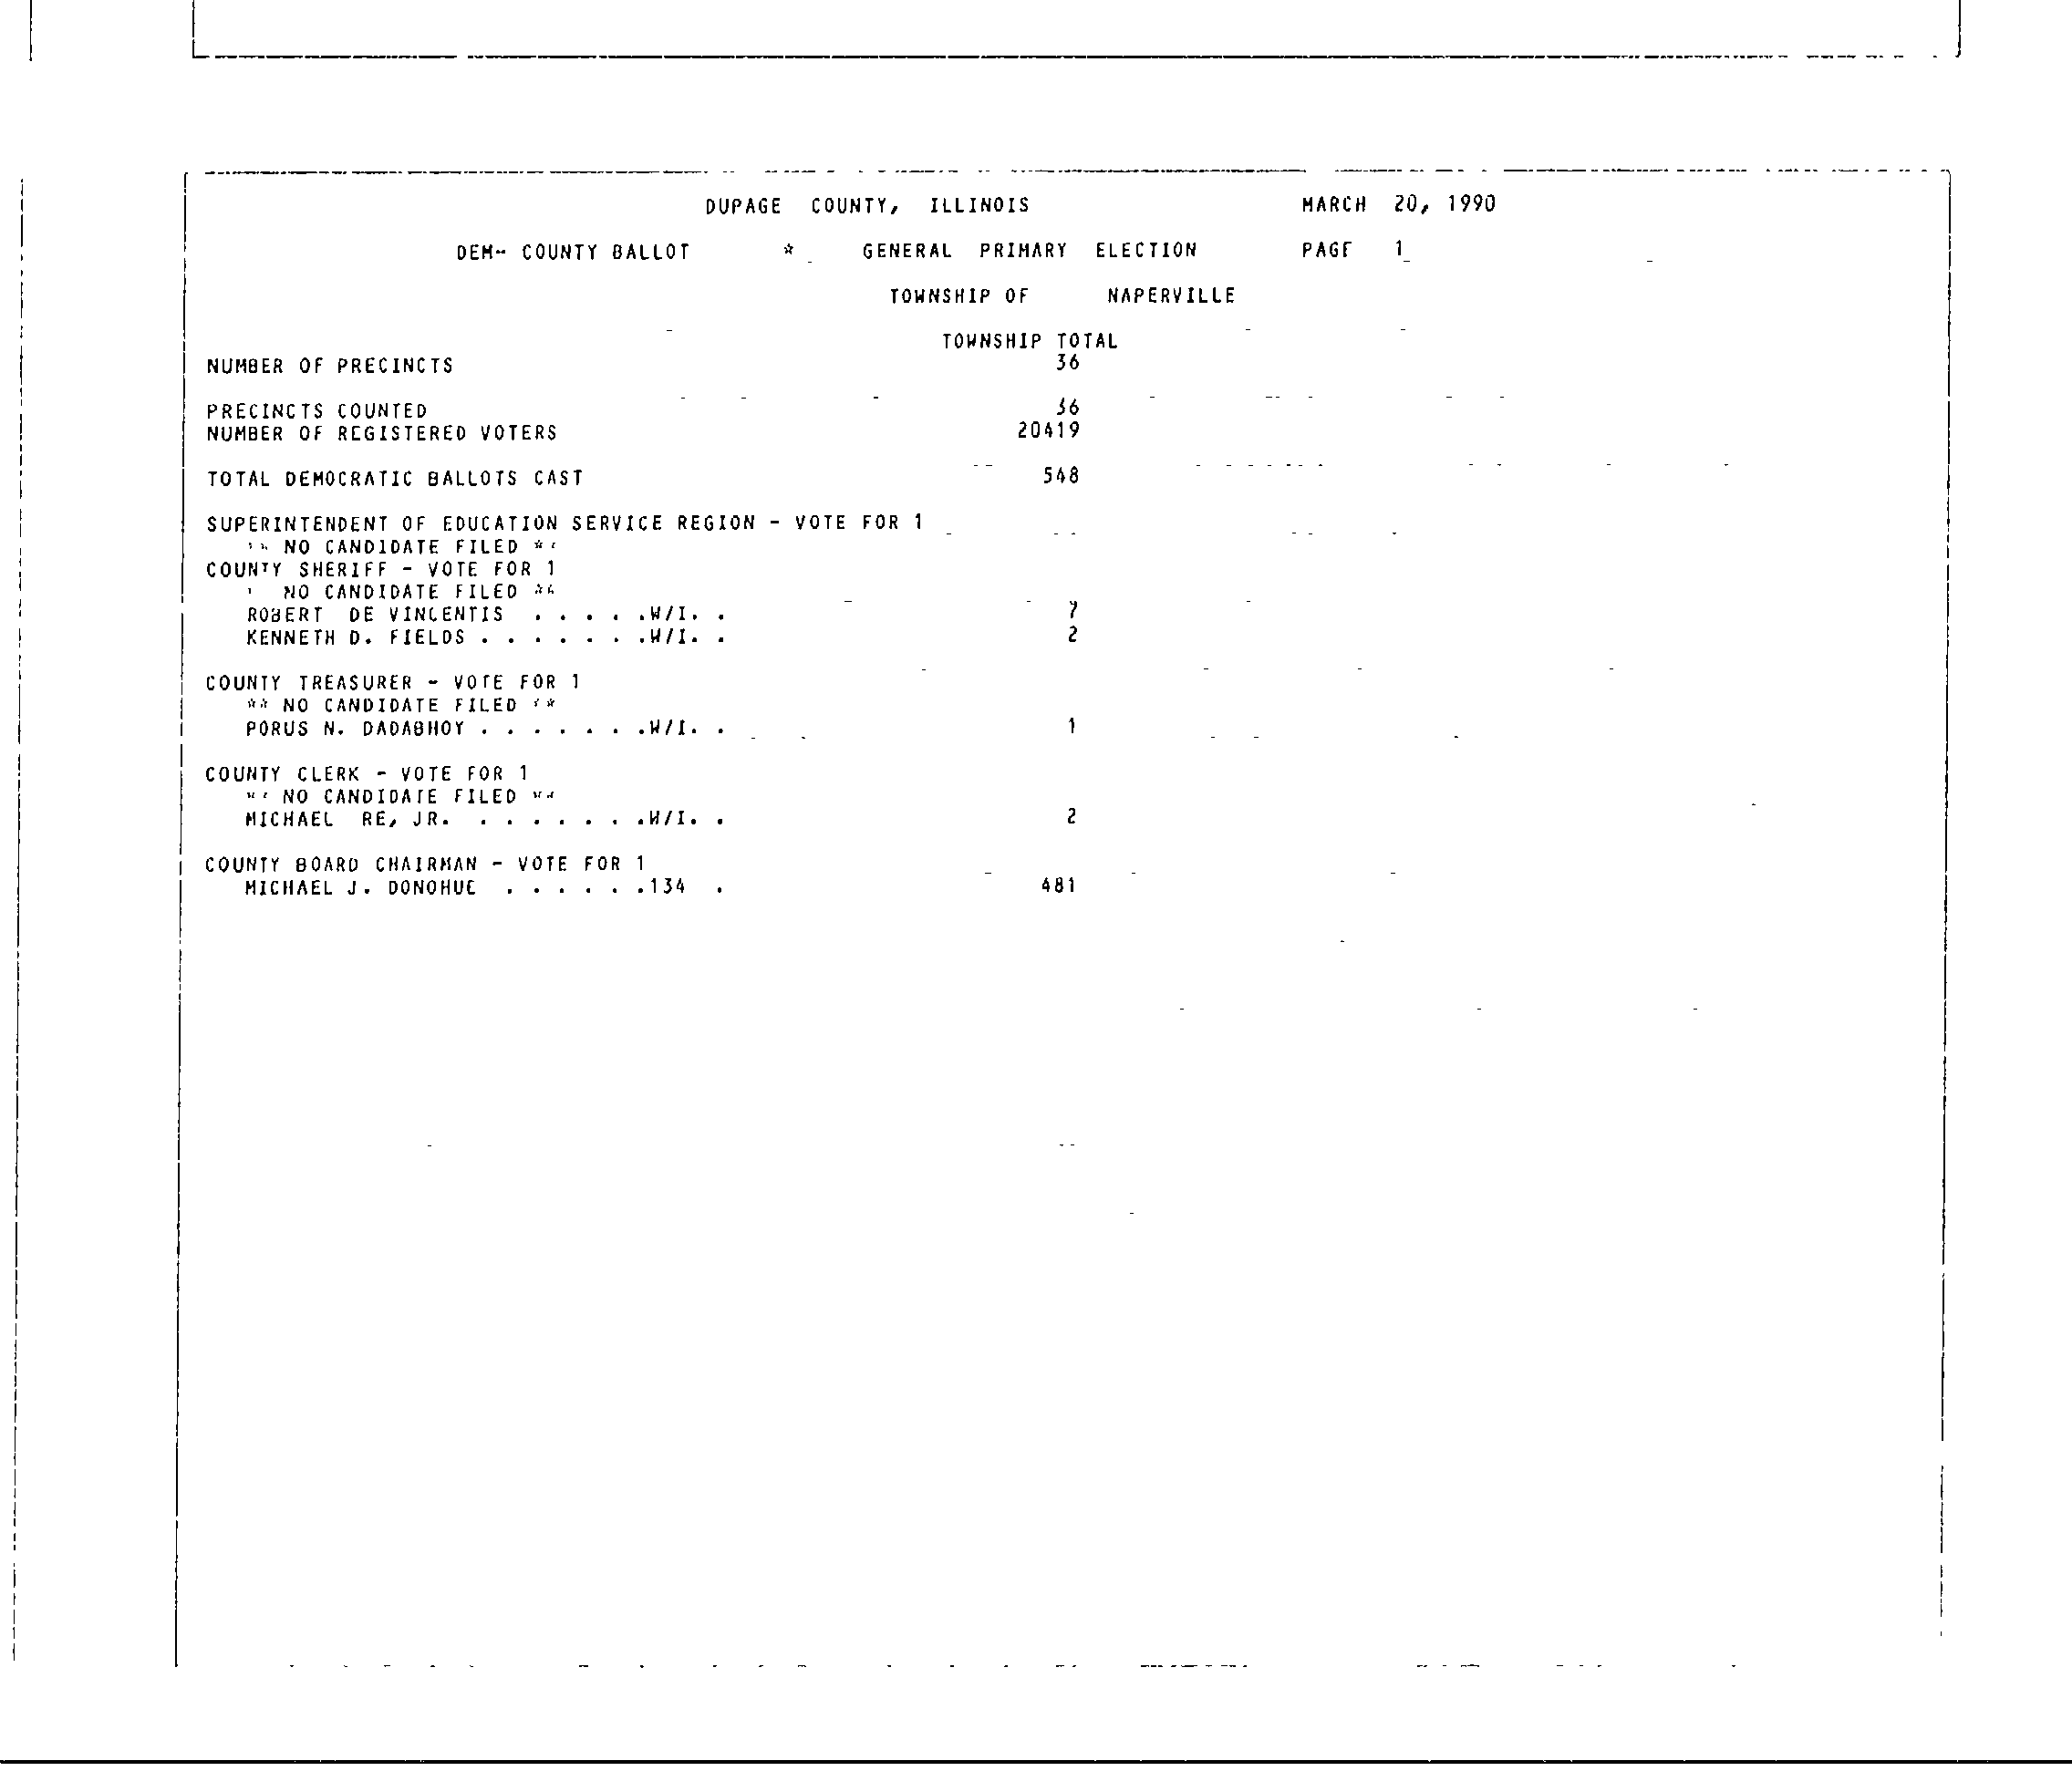 DUPAGE COUNTY, ILLINOIS MARCH 20, 1990
DEM- COUNTY BALLOT * GENERAL PRIMARY ELECTION PAGE 1
TOWNSHIP OF NAPERVILLE
TOWNSHIP TOTAL
NUMBER OF PRECINCTS 36
PRECINCTS COUNTED 36
NUMBER OF REGISTERED VOTERS 20419
TOTAL DEMOCRATIC BALLOTS CAST 548
SUPERINTENDENT OF EDUCATION SERVICE REGION - VOTE FOR 1
** NO CANDIDATE FILED **
COUNTY SHERIFF - VOTE FOR 1
NO CANDIDATE FILED **
ROBERT DE VINCENTIS . . . . .W/I. . 7
KENNETH D. FIELDS . . . . . . .W/I. . 2
COUNTY TREASURER - VOTE FOR 1
** NO CANDIDATE FILED **
PORUS N. DADABHOY . . . . . . .W/I. . 1
COUNTY CLERK - VOTE FOR 1
** NO CANDIDATE FILED **
MICHAEL RE, JR. . . . . . . .W/I. . 2
COUNTY BOARD CHAIRMAN - VOTE FOR 1
MICHAEL J. DONOHUE . . . . . .134 . 481